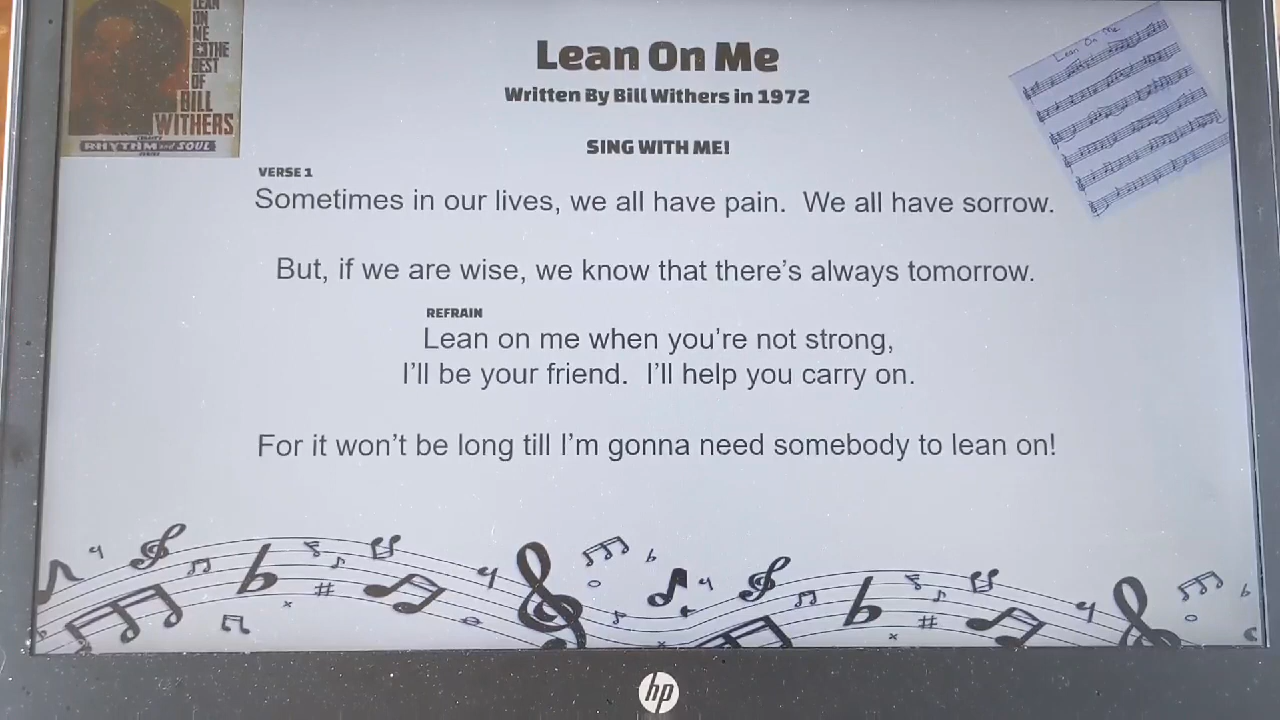 LEAN
ON
ME
THE
BEST
OF
BILL
WITHERS
RHYTHM and SOUL
Lean On Me
Written By Bill Withers in 1972
Lean On Me
SING WITH ME!
VERSE 1
Sometimes in our lives, we all have pain.  We all have sorrow.
But, if we are wise, we know that there's always tomorrow.
REFRAIN
Lean on me when you're not strong,
I'll be your friend.  I'll help you carry on.
For it won't be long till I'm gonna need somebody to lean on!
hp